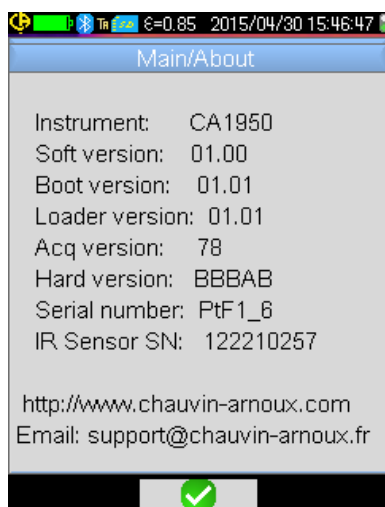 TA ε=0.85 2015/04/30 15:46:47
Main/About
Instrument: CA1950
Soft version: 01.00
Boot version: 01.01
Loader version: 01.01
Acq version: 78
Hard version: BBBAB
Serial number: PtF1_6
IR Sensor SN: 122210257
http://www.chauvin-arnoux.com
Email: support@chauvin-arnoux.fr